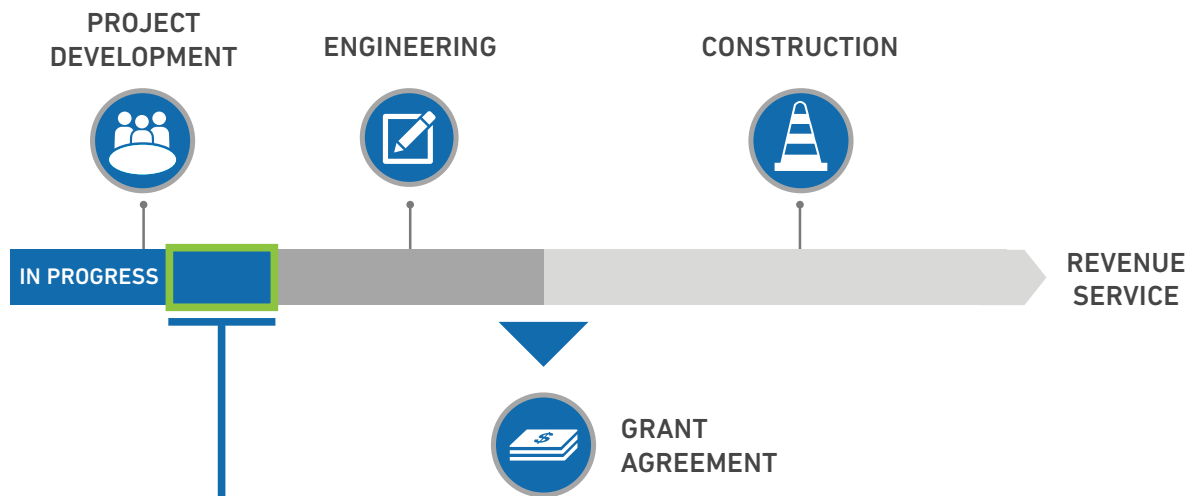 PROJECT
DEVELOPMENT
ENGINEERING
CONSTRUCTION
IN PROGRESS
REVENUE
SERVICE
$
GRANT
AGREEMENT